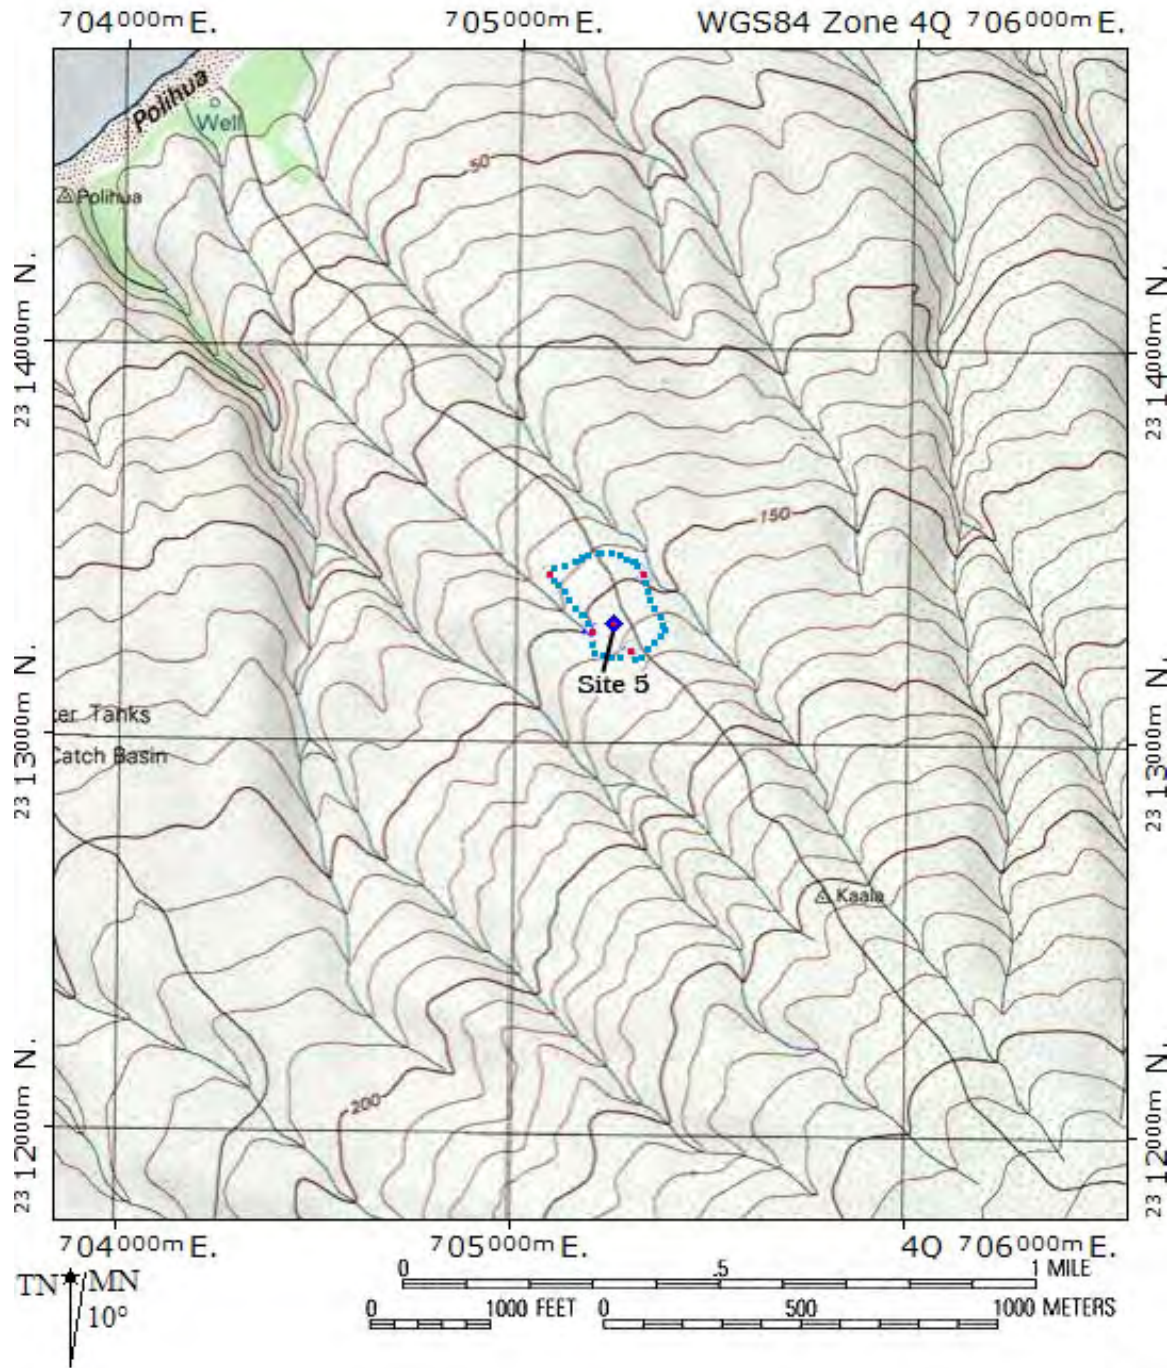 704000m E. 705000m E. WGS84 Zone 4Q 706000m E.
Polihua
Well
50
Polihua
23 14000m N. 23 14000m N.
150
Site 5
ter Tanks
Catch Basin
23 13000m N. 23 13000m N.
Kaala
200
23 12000m N. 23 12000m N.
704000m E. 705000m E. 4Q 706000m E.
TN MN
10°
0 .5 1 MILE
0 1000 FEET 0 500 1000 METERS